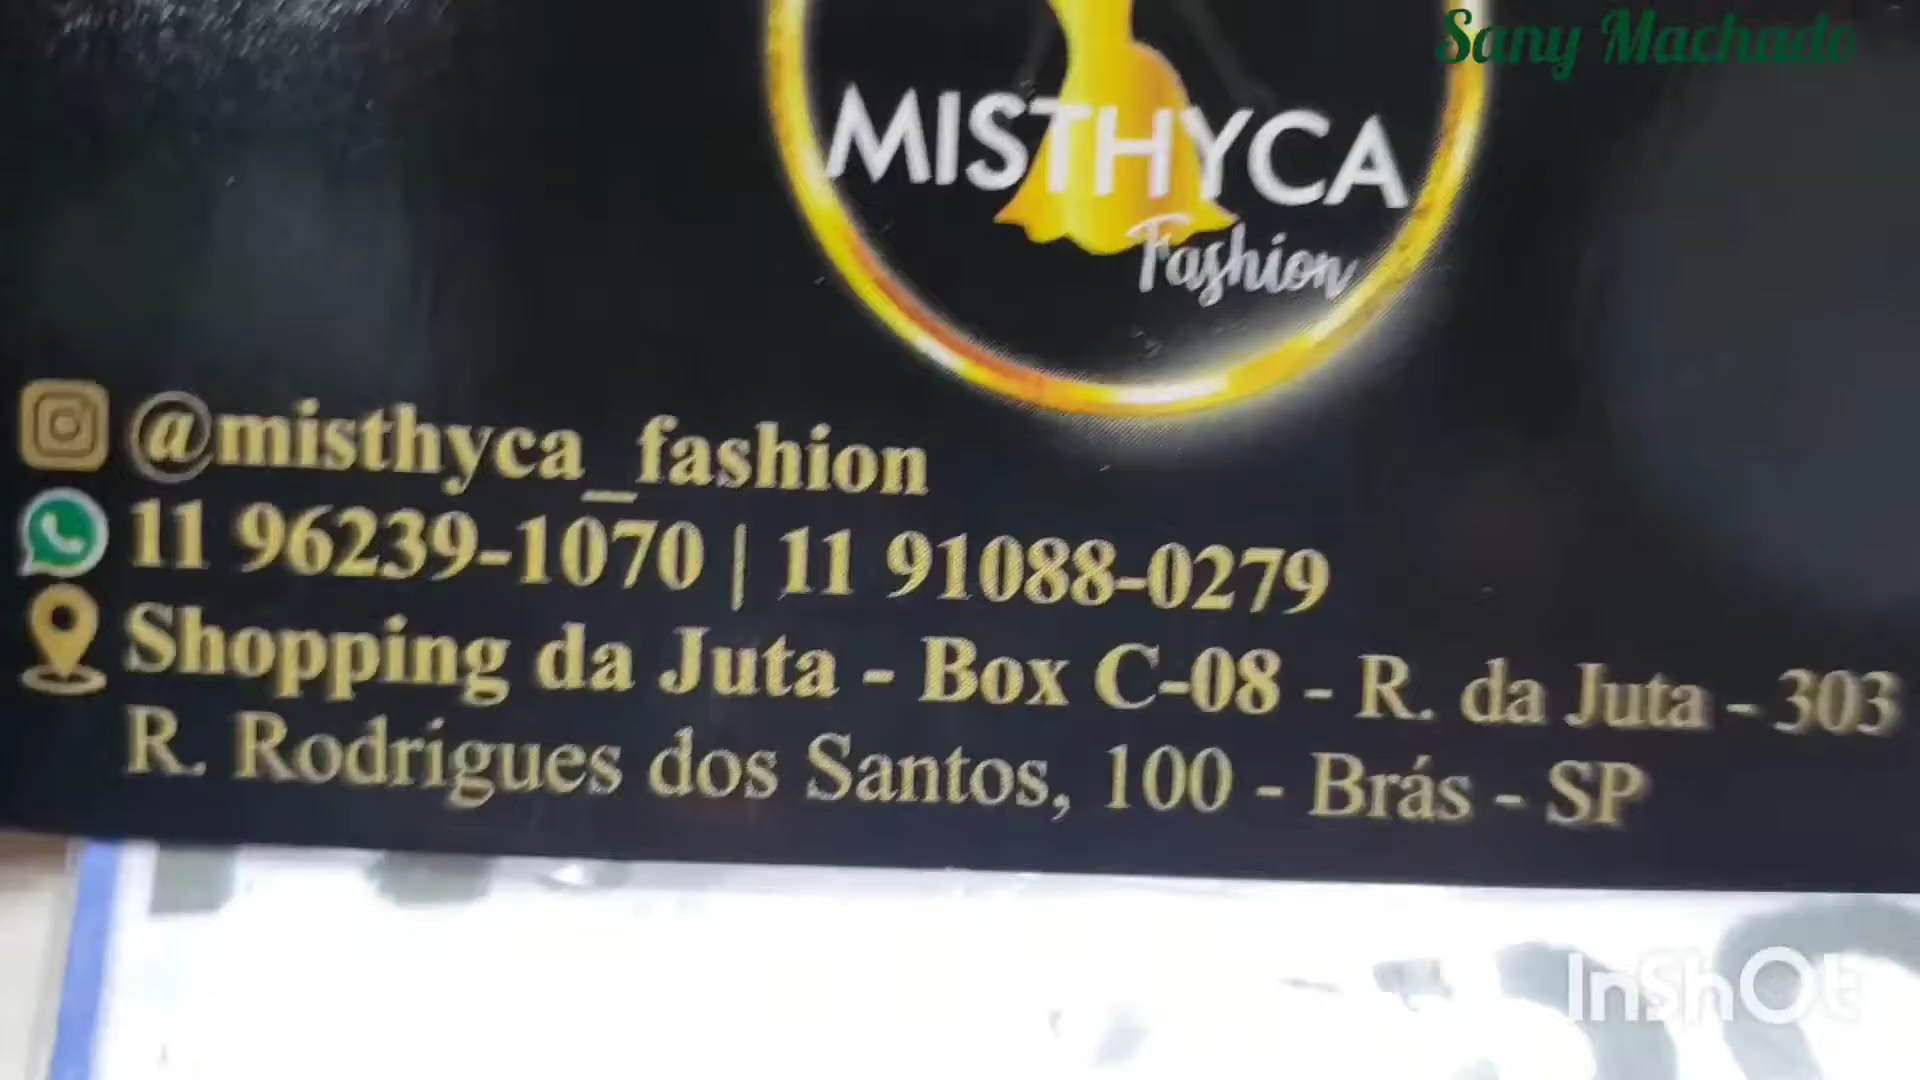 Sany Machado
MISTHYCA
Fashion
@misthyca_fashion
11 96239-1070 | 11 91088-0279
Shopping da Juta - Box C-08 - R. da Juta - 303
R. Rodrigues dos Santos, 100 - Brás - SP
InShOt